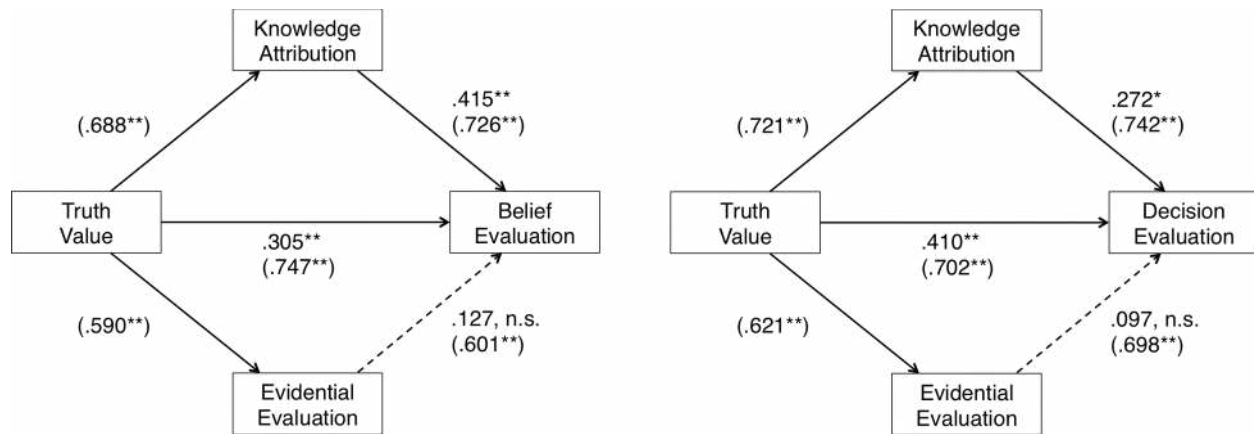 Knowledge
Attribution
(.688**)
.415**
(.726**)
Truth
Value
.305**
(.747**)
Belief
Evaluation
(.590**)
.127, n.s.
(.601**)
Evidential
Evaluation
Knowledge
Attribution
(.721**)
.272*
(.742**)
Truth
Value
.410**
(.702**)
Decision
Evaluation
(.621**)
.097, n.s.
(.698**)
Evidential
Evaluation